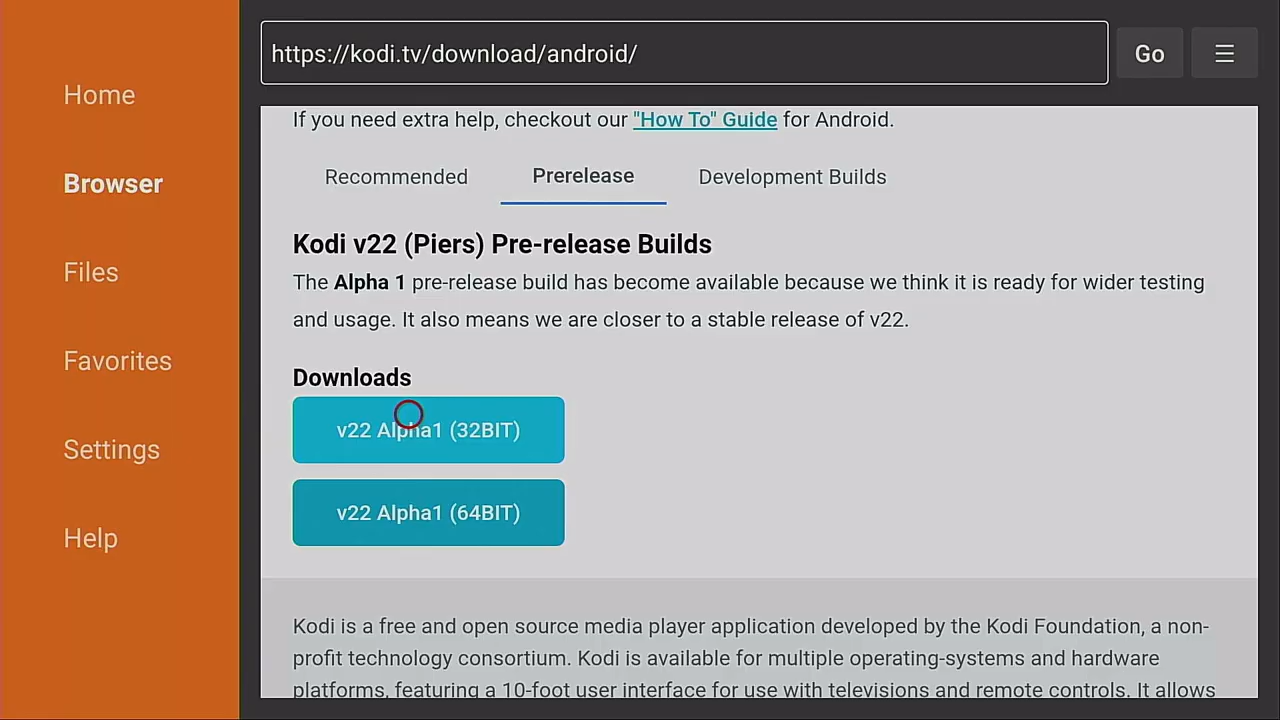 https://kodi.tv/download/android/
Go
Home
Browser
Files
Favorites
Settings
Help
If you need extra help, checkout our "How To" Guide for Android.
Recommended
Prerelease
Development Builds
Kodi v22 (Piers) Pre-release Builds
The Alpha 1 pre-release build has become available because we think it is ready for wider testing
and usage. It also means we are closer to a stable release of v22.
Downloads
v22 Alpha1 (32BIT)
v22 Alpha1 (64BIT)
Kodi is a free and open source media player application developed by the Kodi Foundation, a non-
profit technology consortium. Kodi is available for multiple operating-systems and hardware
platforms, featuring a 10-foot user interface for use with televisions and remote controls. It allows